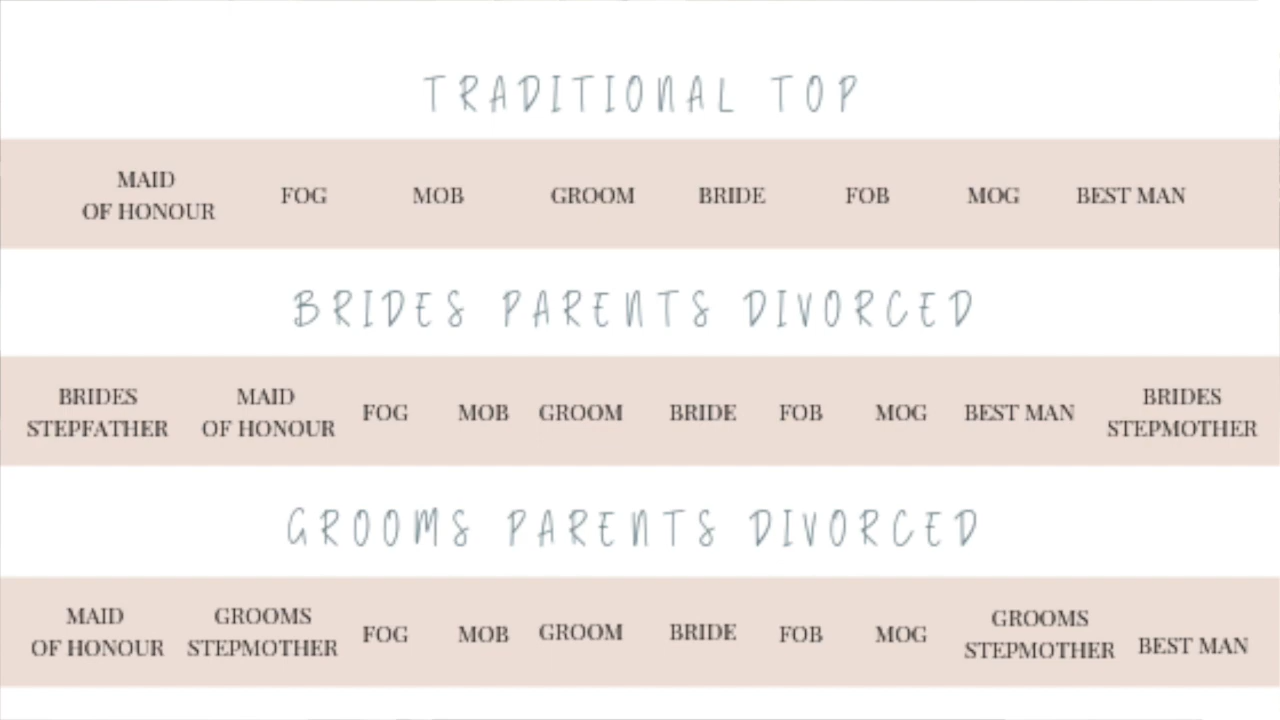 TRADITIONAL TOP
MAID
OF HONOUR
FOG
MOB
GROOM
BRIDE
FOB
MOG
BEST MAN
BRIDES PARENTS DIVORCED
BRIDES
STEPFATHER
MAID
OF HONOUR
FOG
MOB
GROOM
BRIDE
FOB
MOG
BEST MAN
BRIDES
STEPMOTHER
GROOMS PARENTS DIVORCED
MAID
OF HONOUR
GROOMS
STEPMOTHER
FOG
MOB
GROOM
BRIDE
FOB
MOG
GROOMS
STEPMOTHER
BEST MAN